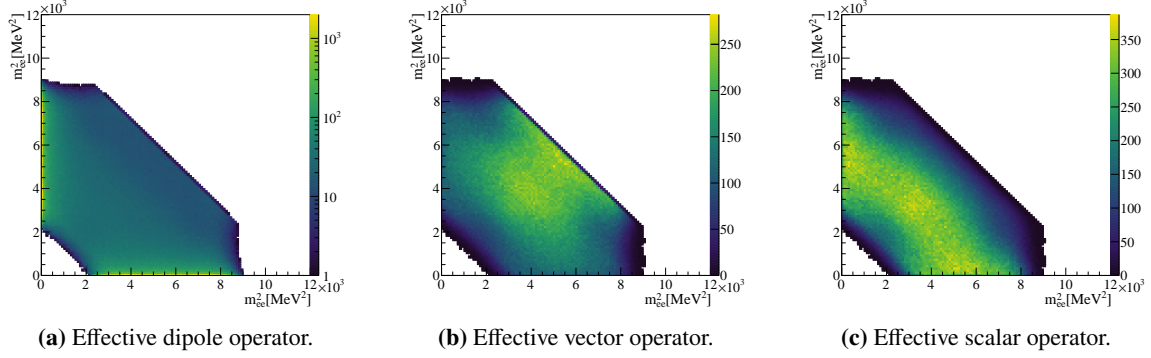 12 ×10³ 12 ×10³ 12 ×10³
m²ₑₑ[MeV²] m²ₑₑ[MeV²] m²ₑₑ[MeV²]
10 10³ 10 250 10 350
8 8 200 8 300
6 10² 6 150 6 250
4 4 100 4 200
2 10 2 50 2 150
0 1 0 0 0 100
50
0
0 2 4 6 8 10 12 ×10³ 0 2 4 6 8 10 12 ×10³ 0 2 4 6 8 10 12 ×10³
m²ₑₑ[MeV²] m²ₑₑ[MeV²] m²ₑₑ[MeV²]
(a) Effective dipole operator. (b) Effective vector operator. (c) Effective scalar operator.